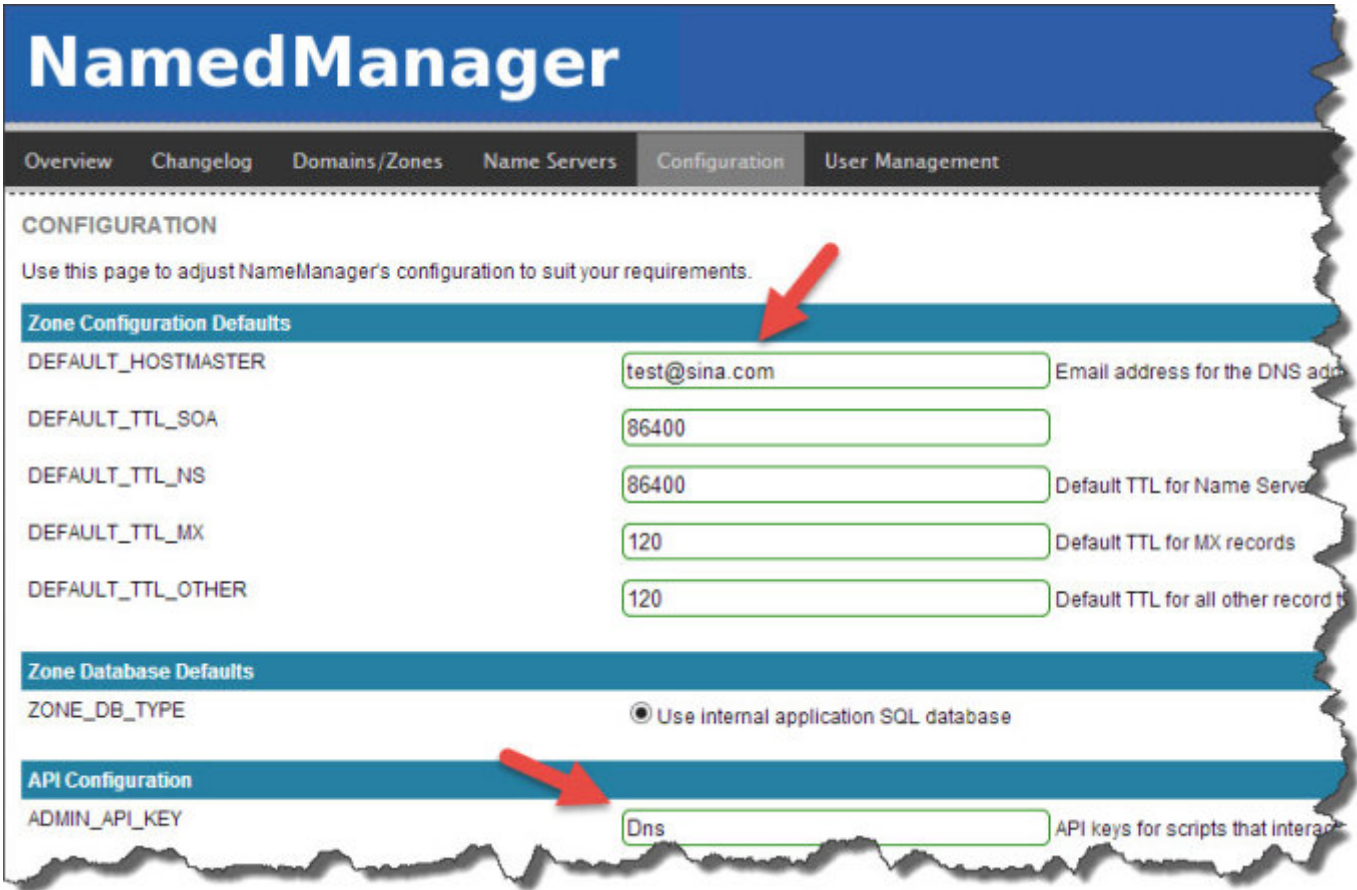 NamedManager
Overview Changelog Domains/Zones Name Servers Configuration User Management
CONFIGURATION
Use this page to adjust NameManager's configuration to suit your requirements.
Zone Configuration Defaults
DEFAULT_HOSTMASTER test@sina.com Email address for the DNS
DEFAULT_TTL_SOA 86400
DEFAULT_TTL_NS 86400 Default TTL for Name
DEFAULT_TTL_MX 120 Default TTL for MX records
DEFAULT_TTL_OTHER 120 Default TTL for all other record
Zone Database Defaults
ZONE_DB_TYPE Use internal application SQL database
API Configuration
ADMIN_API_KEY Dns API keys for scripts that